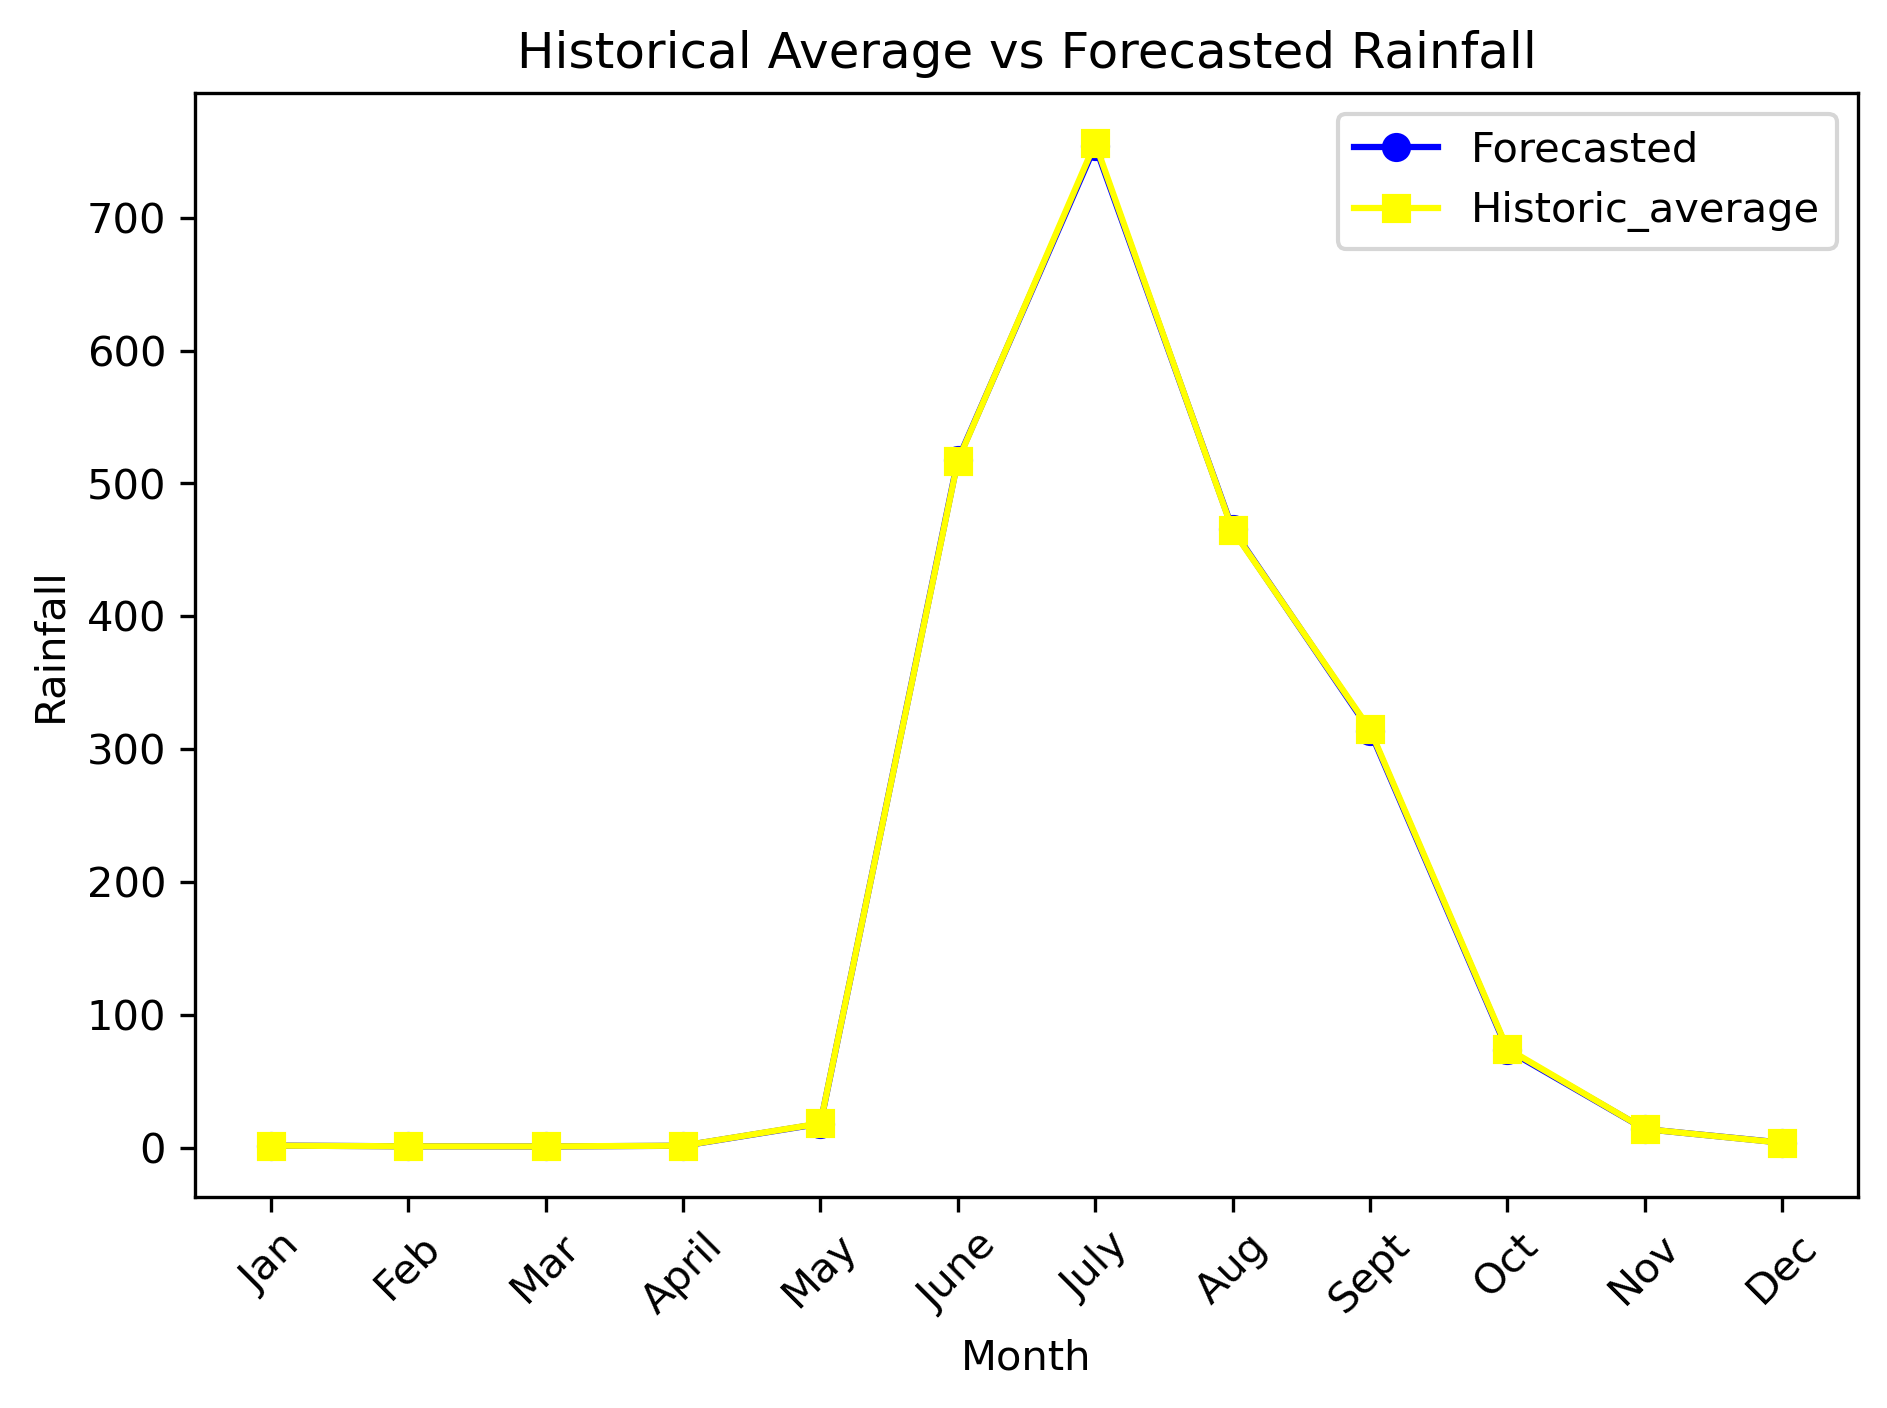 Historical Average vs Forecasted Rainfall
Forecasted
Historic_average
Rainfall
700
600
500
400
300
200
100
0
Jan
Feb
Mar
April
May
June
July
Aug
Sept
Oct
Nov
Dec
Month